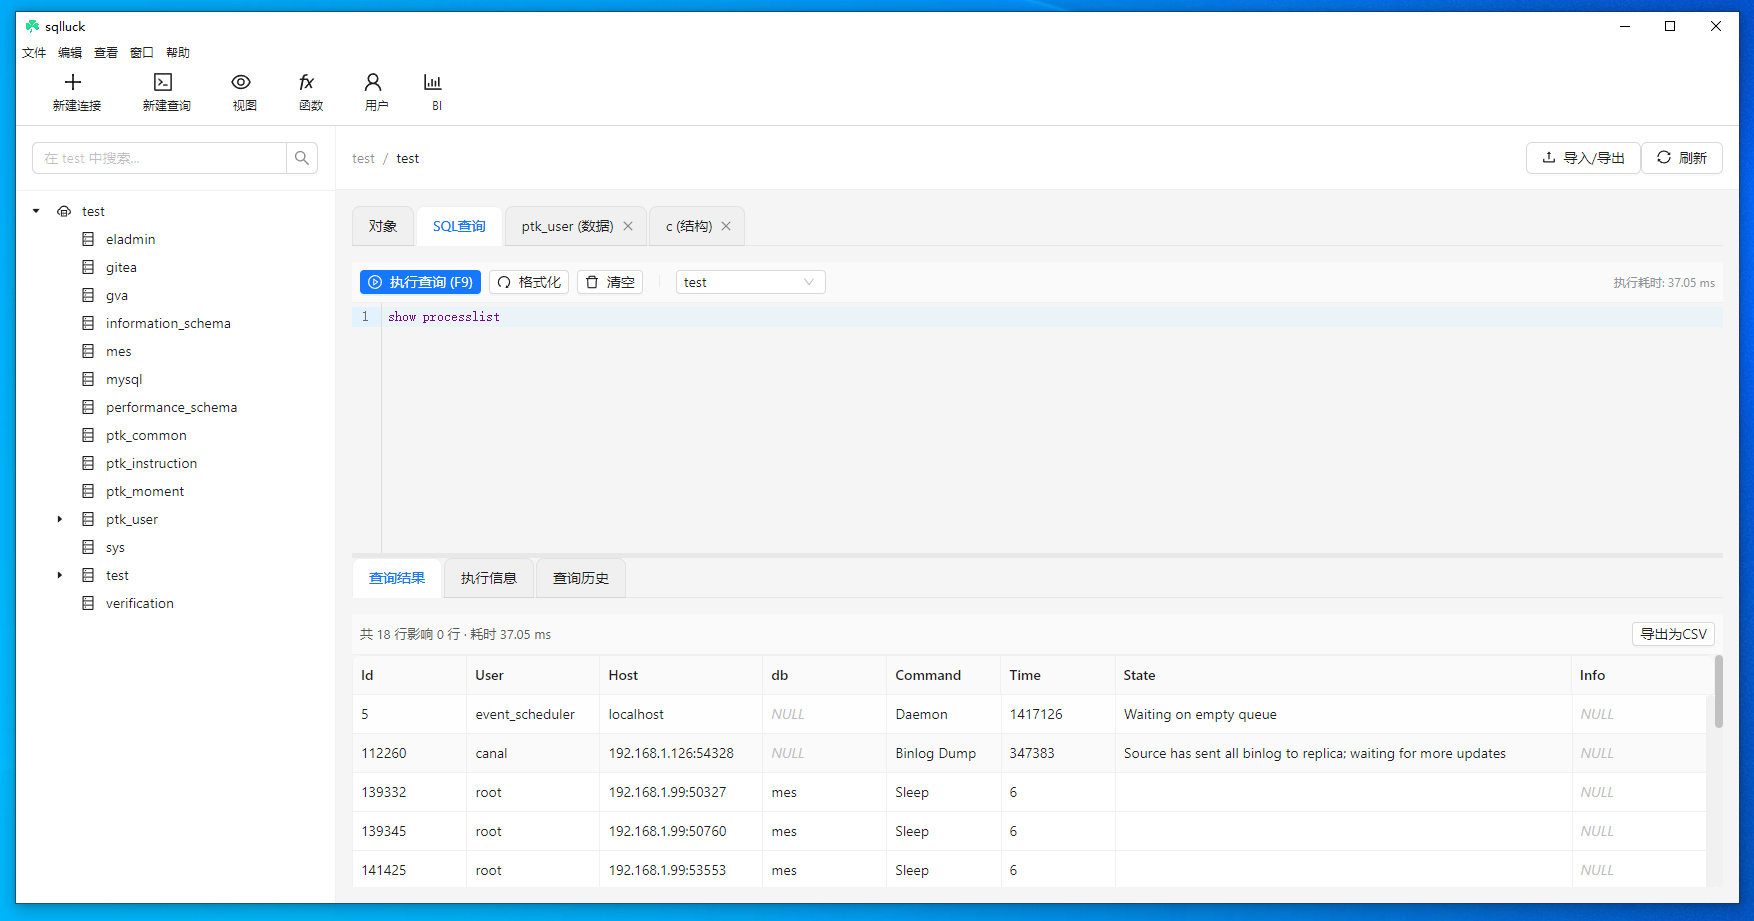 sqlluck
文件 编辑 查看 窗口 帮助
新建连接 新建查询 视图 函数 用户 BI
在 test 中搜索...
test / test
导入/导出 刷新
test
eladmin
gitea
gva
information_schema
mes
mysql
performance_schema
ptk_common
ptk_instruction
ptk_moment
ptk_user
sys
test
verification
对象 SQL查询 ptk_user (数据) c (结构)
执行查询 (F9) 格式化 清空 test 执行耗时: 37.05 ms
1 show processlist
查询结果 执行信息 查询历史
共 18 行影响 0 行 · 耗时 37.05 ms 导出为CSV
Id User Host db Command Time State Info
5 event_scheduler localhost NULL Daemon 1417126 Waiting on empty queue NULL
112260 canal 192.168.1.126:54328 NULL Binlog Dump 347383 Source has sent all binlog to replica; waiting for more updates NULL
139332 root 192.168.1.99:50327 mes Sleep 6 NULL
139345 root 192.168.1.99:50760 mes Sleep 6 NULL
141425 root 192.168.1.99:53553 mes Sleep 6 NULL